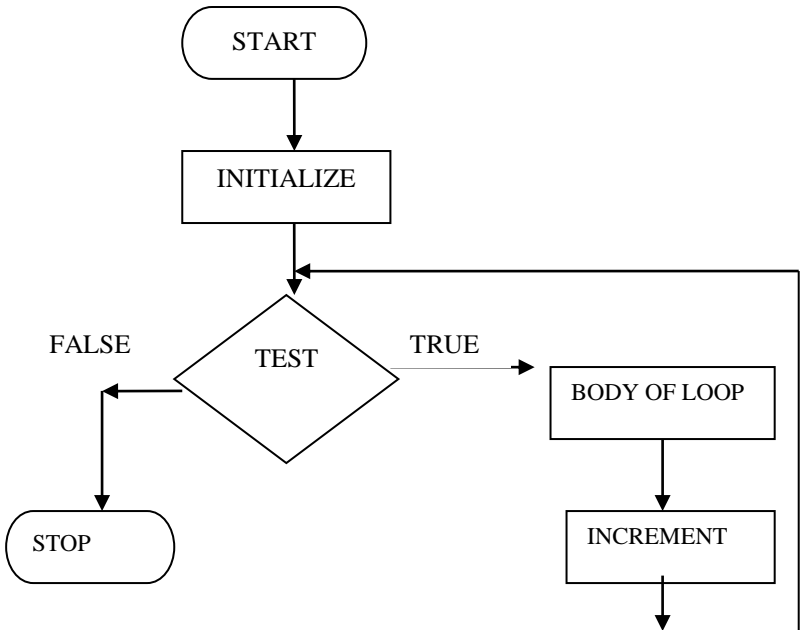 START
INITIALIZE
FALSE
TEST
TRUE
BODY OF LOOP
STOP
INCREMENT